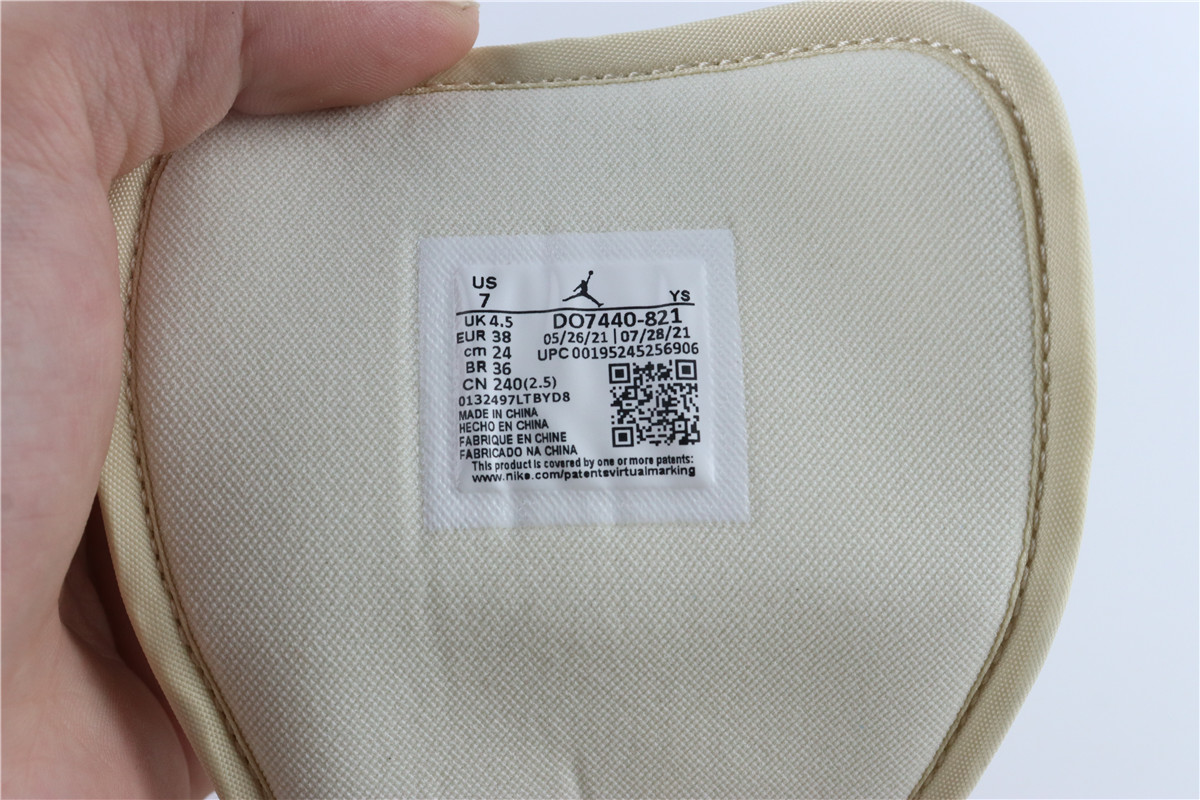 US
7
YS
UK 4.5 DO7440-821
EUR 38 05/26/21 | 07/28/21
cm 24 UPC 00195245256906
BR 36
CN 240(2.5)
0132497LTBYD8
MADE IN CHINA
HECHO EN CHINA
FABRIQUE EN CHINE
FABRICADO NA CHINA
This product is covered by one or more patents:
www.nike.com/patentsvirtualmarking